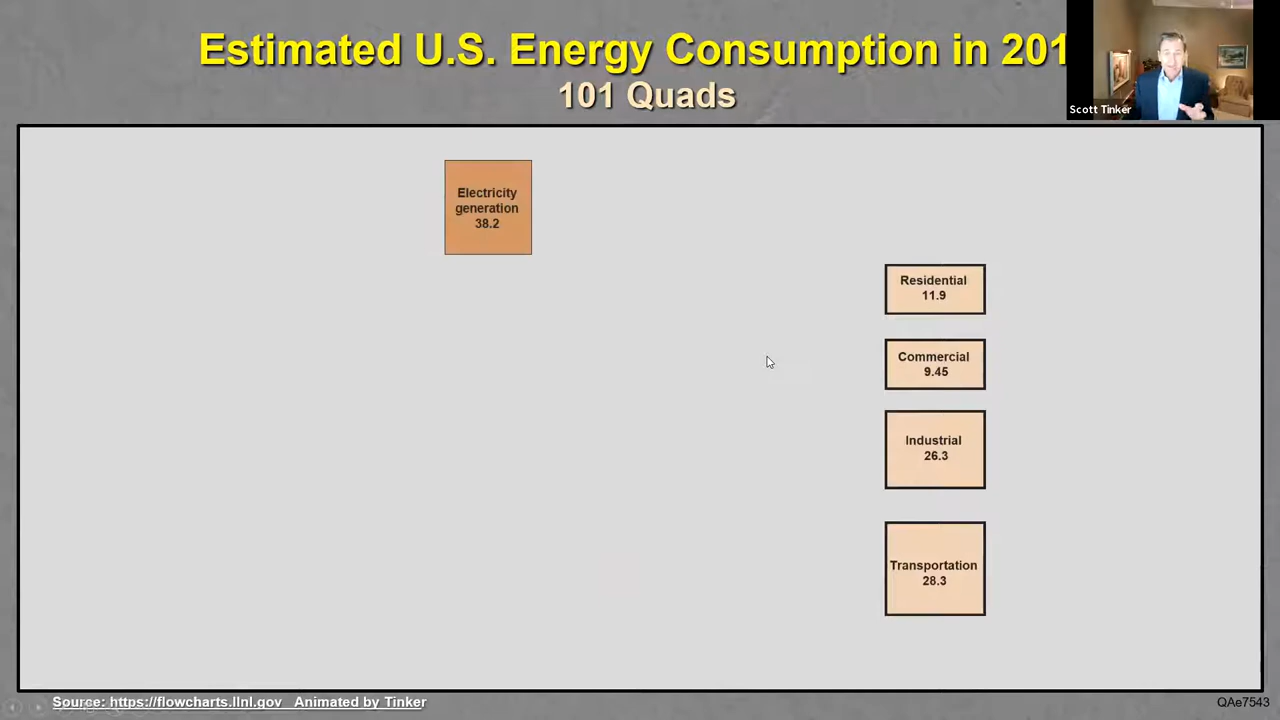 Estimated U.S. Energy Consumption in 201
101 Quads
Scott Tinker
Electricity
generation
38.2
Residential
11.9
Commercial
9.45
Industrial
26.3
Transportation
28.3
Source: https://flowcharts.llnl.gov Animated by Tinker
QAe7543